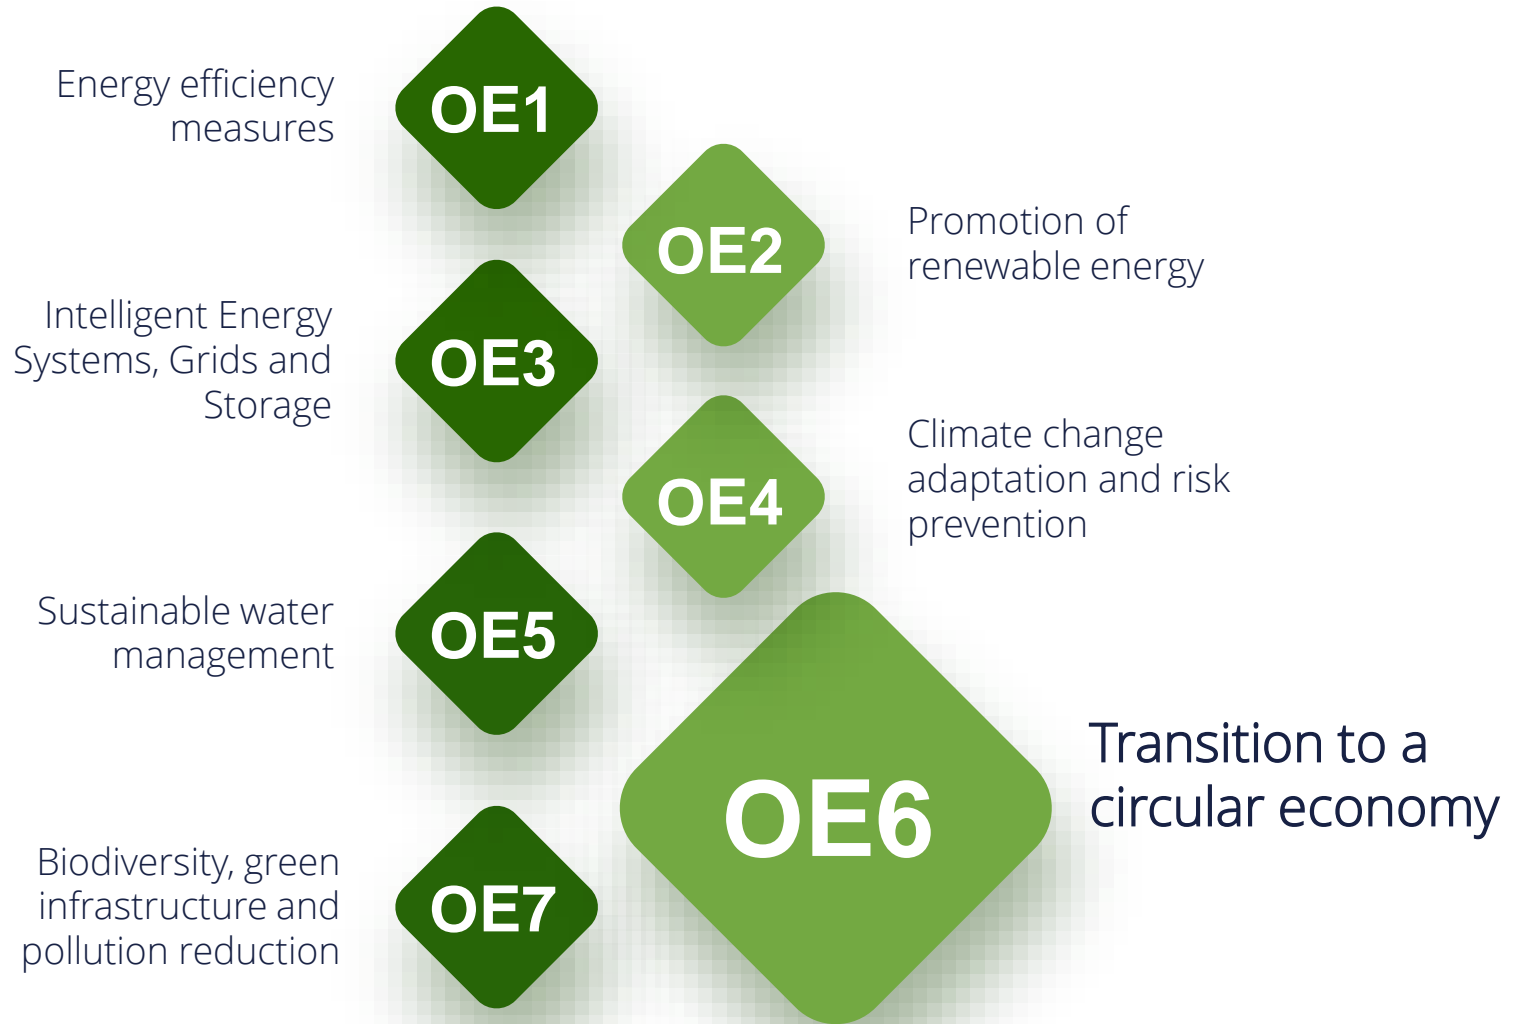 Energy efficiency
measures
OE1
OE2
Promotion of
renewable energy
Intelligent Energy
Systems, Grids and
Storage
OE3
OE4
Climate change
adaptation and risk
prevention
Sustainable water
management
OE5
OE6
Transition to a
circular economy
Biodiversity, green
infrastructure and
pollution reduction
OE7